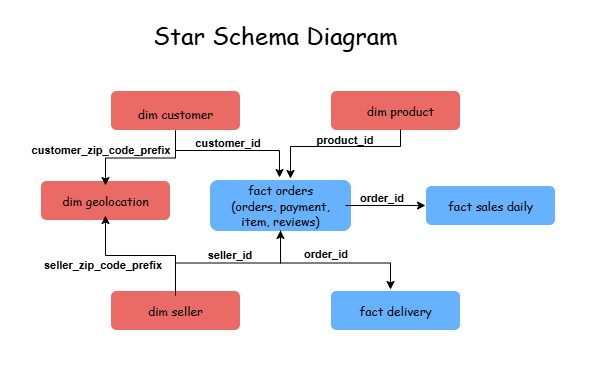 Star Schema Diagram
dim customer
dim product
customer_zip_code_prefix
customer_id
product_id
dim geolocation
fact orders
(orders, payment,
item, reviews)
order_id
fact sales daily
seller_zip_code_prefix
seller_id
order_id
dim seller
fact delivery